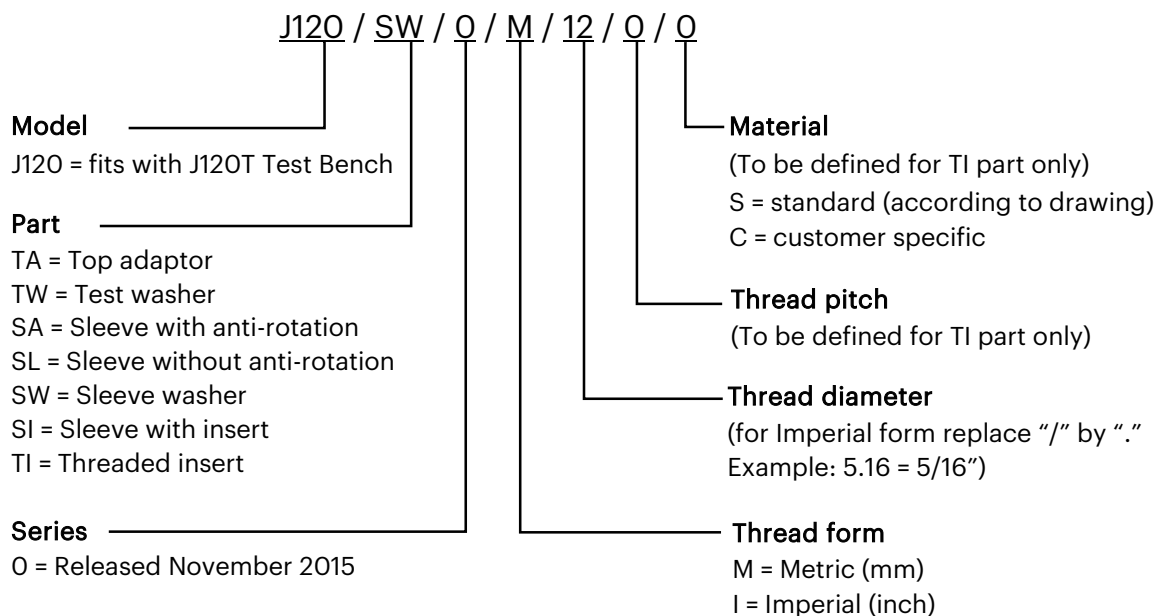 J120 / SW / 0 / M / 12 / 0 / 0
Model
J120 = fits with J120T Test Bench
Part
TA = Top adaptor
TW = Test washer
SA = Sleeve with anti-rotation
SL = Sleeve without anti-rotation
SW = Sleeve washer
SI = Sleeve with insert
TI = Threaded insert
Series
0 = Released November 2015
Material
(To be defined for TI part only)
S = standard (according to drawing)
C = customer specific
Thread pitch
(To be defined for TI part only)
Thread diameter
(for Imperial form replace “/” by “.”
Example: 5.16 = 5/16”)
Thread form
M = Metric (mm)
I = Imperial (inch)